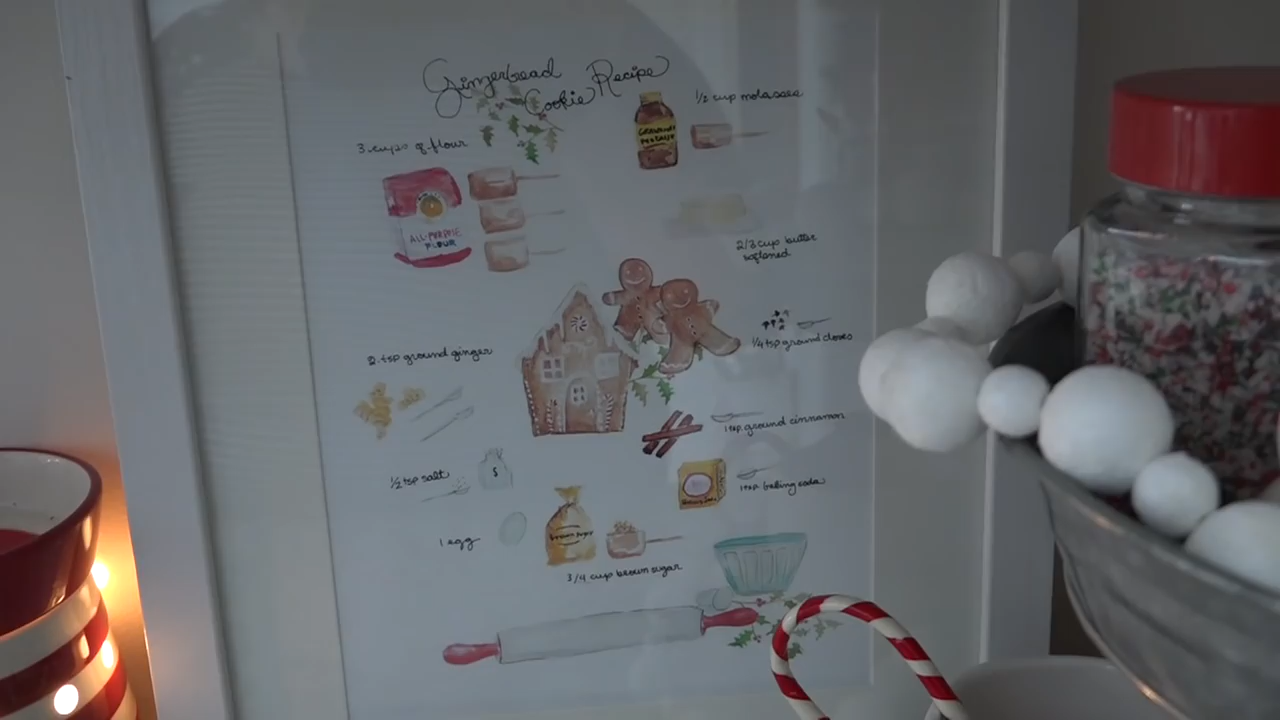 Gingerbread Recipe
Cookie
1/2 cup molasses
3 cups of flour
ALL-PURPOSE
FLOUR
2/3 cup butter
softened
1/4 tsp ground cloves
2 tsp ground ginger
1 tsp ground cinnamon
1/2 tsp salt
S
1 tsp baking soda
1 egg
brown sugar
3/4 cup brown sugar